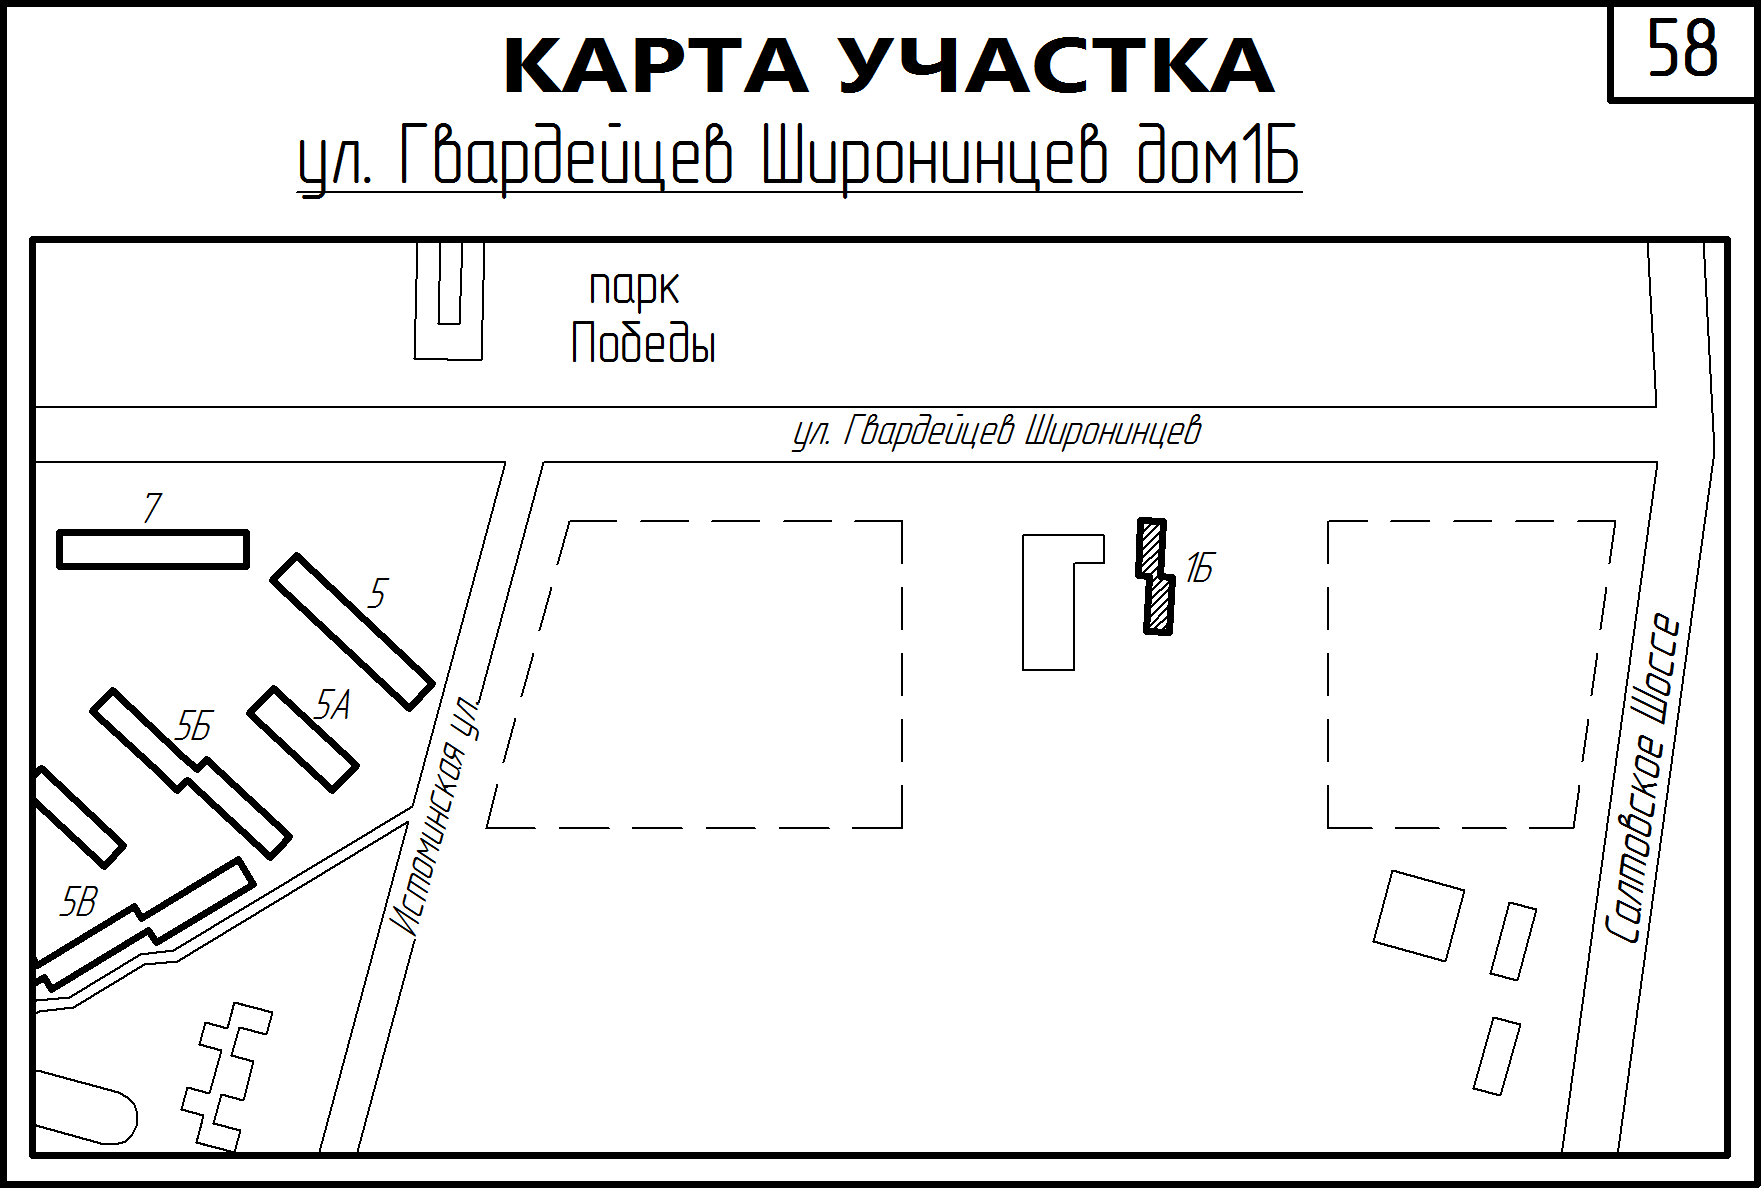 58
КАРТА УЧАСТКА
ул. Гвардейцев Широнинцев дом1Б
парк
Победы
ул. Гвардейцев Широнинцев
7
5
1Б
5А
5Б
5В
Истоминская ул.
Салтовское Шоссе